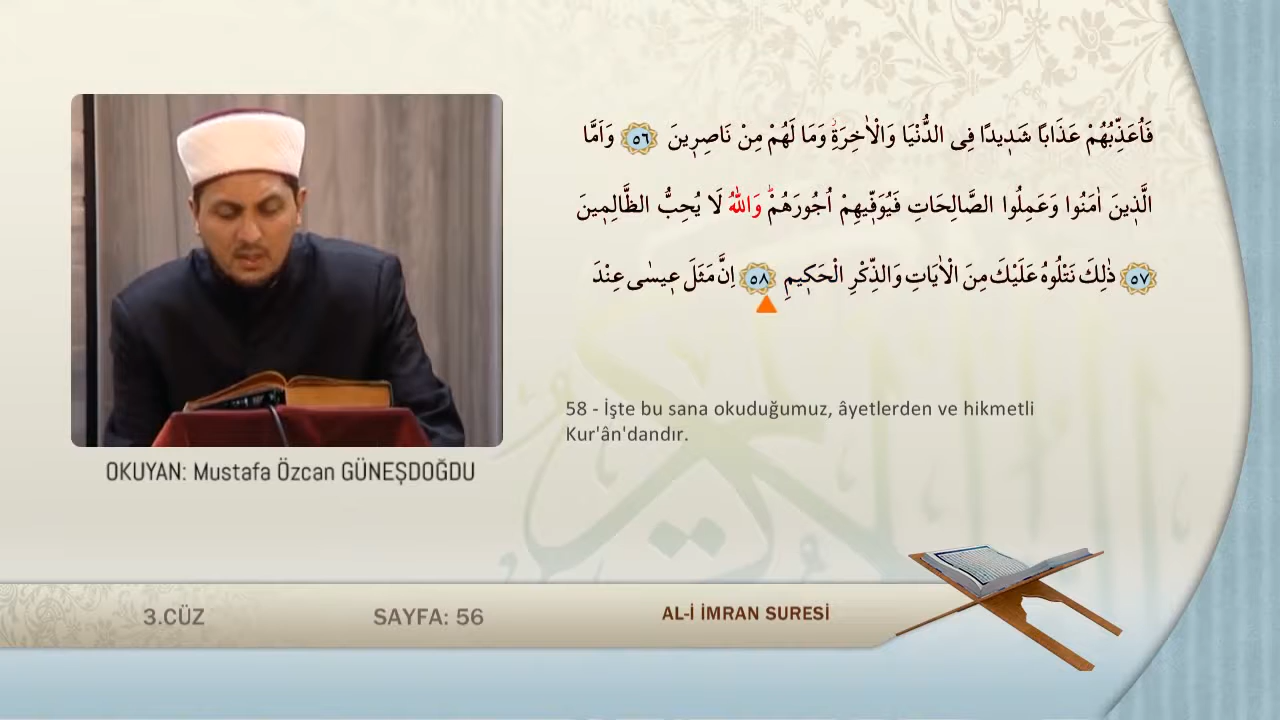 فَاُعَذِّبُهُمْ عَذَابًا شَد۪يدًا فِى الدُّنْيَا وَالْاٰخِرَةِۘ وَمَا لَهُمْ مِنْ نَاصِر۪ينَ ﴿٥٦﴾ وَاَمَّا
الَّذ۪ينَ اٰمَنُوا وَعَمِلُوا الصَّالِحَاتِ فَيُوَفّ۪يهِمْ اُجُورَهُمْۜ وَاللّٰهُ لَا يُحِبُّ الظَّالِم۪ينَ
﴿٥٧﴾ ذٰلِكَ نَتْلُوهُ عَلَيْكَ مِنَ الْاٰيَاتِ وَالذِّكْرِ الْحَك۪يمِ ﴿٥٨﴾ اِنَّ مَثَلَ ع۪يسٰى عِنْدَ
58 - İşte bu sana okuduğumuz, âyetlerden ve hikmetli
Kur'ân'dandır.
OKUYAN: Mustafa Özcan GÜNEŞDOĞDU
3.CÜZ
SAYFA: 56
AL-İ İMRAN SURESİ